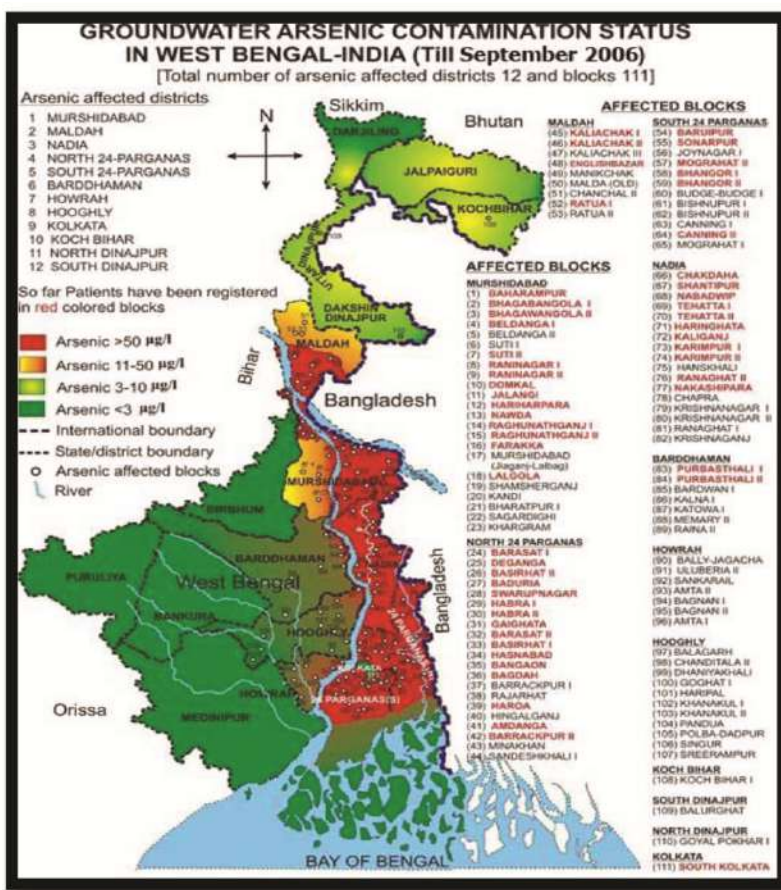 GROUNDWATER ARSENIC CONTAMINATION STATUS
IN WEST BENGAL-INDIA (Till September 2006)
[Total number of arsenic affected districts 12 and blocks 111]
Arsenic affected districts
1 MURSHIDABAD
2 MALDAH
3 NADIA
4 NORTH 24-PARGANAS
5 SOUTH 24-PARGANAS
6 BARDDHAMAN
7 HOWRAH
8 HOOGHLY
9 KOLKATA
10 KOCH BIHAR
11 NORTH DINAJPUR
12 SOUTH DINAJPUR
So far Patients have been registered
in red colored blocks
Arsenic >50 µg/l
Arsenic 11-50 µg/l
Arsenic 3-10 µg/l
Arsenic <3 µg/l
International boundary
State/district boundary
Arsenic affected blocks
River
N
Sikkim
Bhutan
DARJILING
JALPAIGURI
KOCHBIHAR
UTTAR DINAJPUR
DAKSHIN
DINAJPUR
MALDAH
Bihar
Bangladesh
MURSHIDABAD
BIRBHUM
BARDDHAMAN
West Bengal
PURULIYA
BANKURA
HOOGHLY
Bangladesh
HOWRAH
24 PARGANAS(S)
Orissa
MEDINIPUR
BAY OF BENGAL
AFFECTED BLOCKS
MURSHIDABAD
(1) BAHARAMPUR
(2) BHAGABANGOLA I
(3) BHAGAWANGOLA II
(4) BELDANGA I
(5) BELDANGA II
(6) SUTI I
(7) SUTI II
(8) RANINAGAR I
(9) RANINAGAR II
(10) DOMKAL
(11) JALANGI
(12) HARIHARPARA
(13) NAWDA
(14) RAGHUNATHGANJ I
(15) RAGHUNATHGANJ II
(16) FARAKKA
(17) MURSHIDABAD
(Jiaganj-Lalbag)
(18) LALGOLA
(19) SHAMSHERGANJ
(20) KANDI
(21) BHARATPUR I
(22) SAGARDIGHI
(23) KHARGRAM
NORTH 24 PARGANAS
(24) BARASAT I
(25) DEGANGA
(26) BASIRHAT II
(27) BADURIA
(28) SWARUPNAGAR
(29) HABRA I
(30) HABRA II
(31) GAIGHATA
(32) BARASAT II
(33) BASIRHAT I
(34) HASNABAD
(35) BANGAON
(36) BAGDAH
(37) BARRACKPUR I
(38) RAJARHAT
(39) HAROA
(40) HINGALGANJ
(41) AMDANGA
(42) BARRACKPUR II
(43) MINAKHAN
(44) SANDESHKHALI I
AFFECTED BLOCKS
MALDAH
(45) KALIACHAK I
(46) KALIACHAK II
(47) KALIACHAK III
(48) ENGLISHBAZAR
(49) MANIKCHAK
(50) MALDA (OLD)
(51) CHANCHAL II
(52) RATUA I
(53) RATUA II
SOUTH 24 PARGANAS
(54) BARUIPUR
(55) SONARPUR
(56) JOYNAGAR I
(57) MOGRAHAT II
(58) BHANGOR I
(59) BHANGOR II
(60) BUDGE-BUDGE I
(61) BISHNUPUR I
(62) BISHNUPUR II
(63) CANNING I
(64) CANNING II
(65) MOGRAHAT I
NADIA
(66) CHAKDAHA
(67) SHANTIPUR
(68) NABADWIP
(69) TEHATTA I
(70) TEHATTA II
(71) HARINGHATA
(72) KALIGANJ
(73) KARIMPUR I
(74) KARIMPUR II
(75) HANSKHALI
(76) RANAGHAT II
(77) NAKASHIPARA
(78) CHAPRA
(79) KRISHNANAGAR I
(80) KRISHNANAGAR II
(81) RANAGHAT I
(82) KRISHNAGANJ
BARDDHAMAN
(83) PURBASTHALI I
(84) PURBASTHALI II
(85) BARDWAN I
(86) KALNA I
(87) KATOWA I
(88) MEMARY II
(89) RAINA II
HOWRAH
(90) BALLY-JAGACHA
(91) ULUBERIA II
(92) SANKARAIL
(93) AMTA II
(94) BAGNAN I
(95) BAGNAN II
(96) AMTA I
HOOGHLY
(97) BALAGARH
(98) CHANDITALA II
(99) DHANIYAKHALI
(100) GOGHAT I
(101) HARIPAL
(102) KHANAKUL I
(103) KHANAKUL II
(104) PANDUA
(105) POLBA-DADPUR
(106) SINGUR
(107) SREERAMPUR
KOCH BIHAR
(108) KOCH BIHAR I
SOUTH DINAJPUR
(109) BALURGHAT
NORTH DINAJPUR
(110) GOYAL POKHAR I
KOLKATA
(111) SOUTH KOLKATA